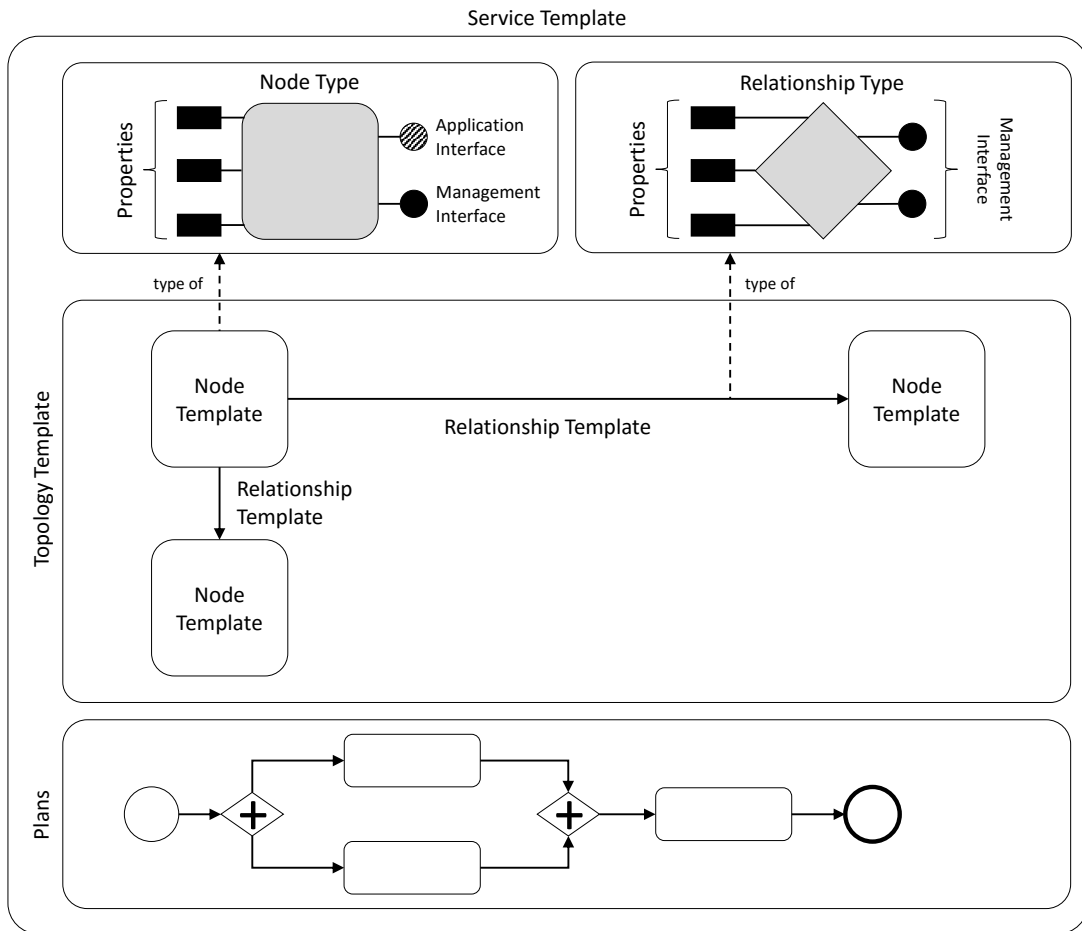 Service Template
Node Type
Properties
Application
Interface
Management
Interface
Relationship Type
Properties
Management
Interface
type of
type of
Topology Template
Node
Template
Relationship Template
Node
Template
Relationship
Template
Node
Template
Plans